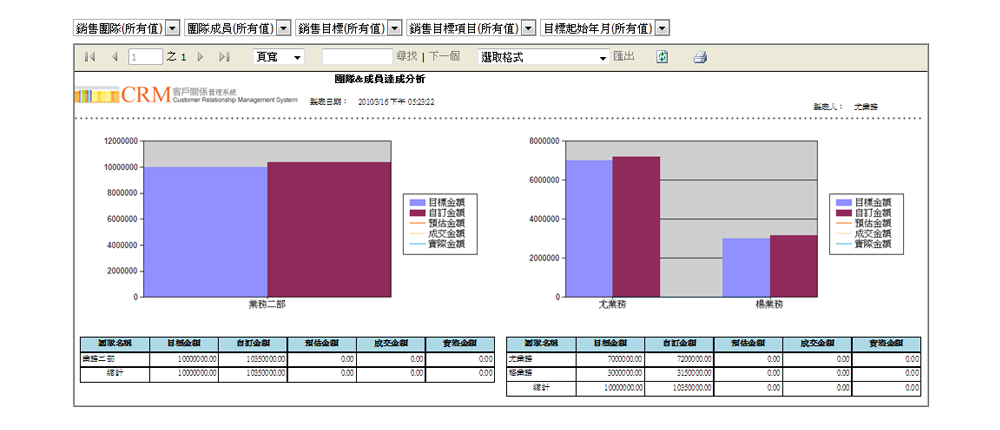 銷售團隊(所有值) 團隊成員(所有值) 銷售目標(所有值) 銷售目標項目(所有值) 目標起始年月(所有值)
1 之 1 頁寬 尋找 | 下一個 選取格式 匯出
團隊&成員達成分析
CRM 客戶關係管理系統
Customer Relationship Management System
製表日期： 2010/3/16 下午 05:23:22
製表人： 尤業務
12000000
10000000
8000000
6000000
4000000
2000000
0
業務二部
目標金額
自訂金額
預估金額
成交金額
實際金額
8000000
6000000
4000000
2000000
0
尤業務 楊業務
目標金額
自訂金額
預估金額
成交金額
實際金額
團隊名稱 目標金額 自訂金額 預估金額 成交金額 實際金額
業務二部 10000000.00 10350000.00 0.00 0.00 0.00
總計 10000000.00 10350000.00 0.00 0.00 0.00
團隊名稱 目標金額 自訂金額 預估金額 成交金額 實際金額
尤業務 7000000.00 7200000.00 0.00 0.00 0.00
楊業務 3000000.00 3150000.00 0.00 0.00 0.00
總計 10000000.00 10350000.00 0.00 0.00 0.00